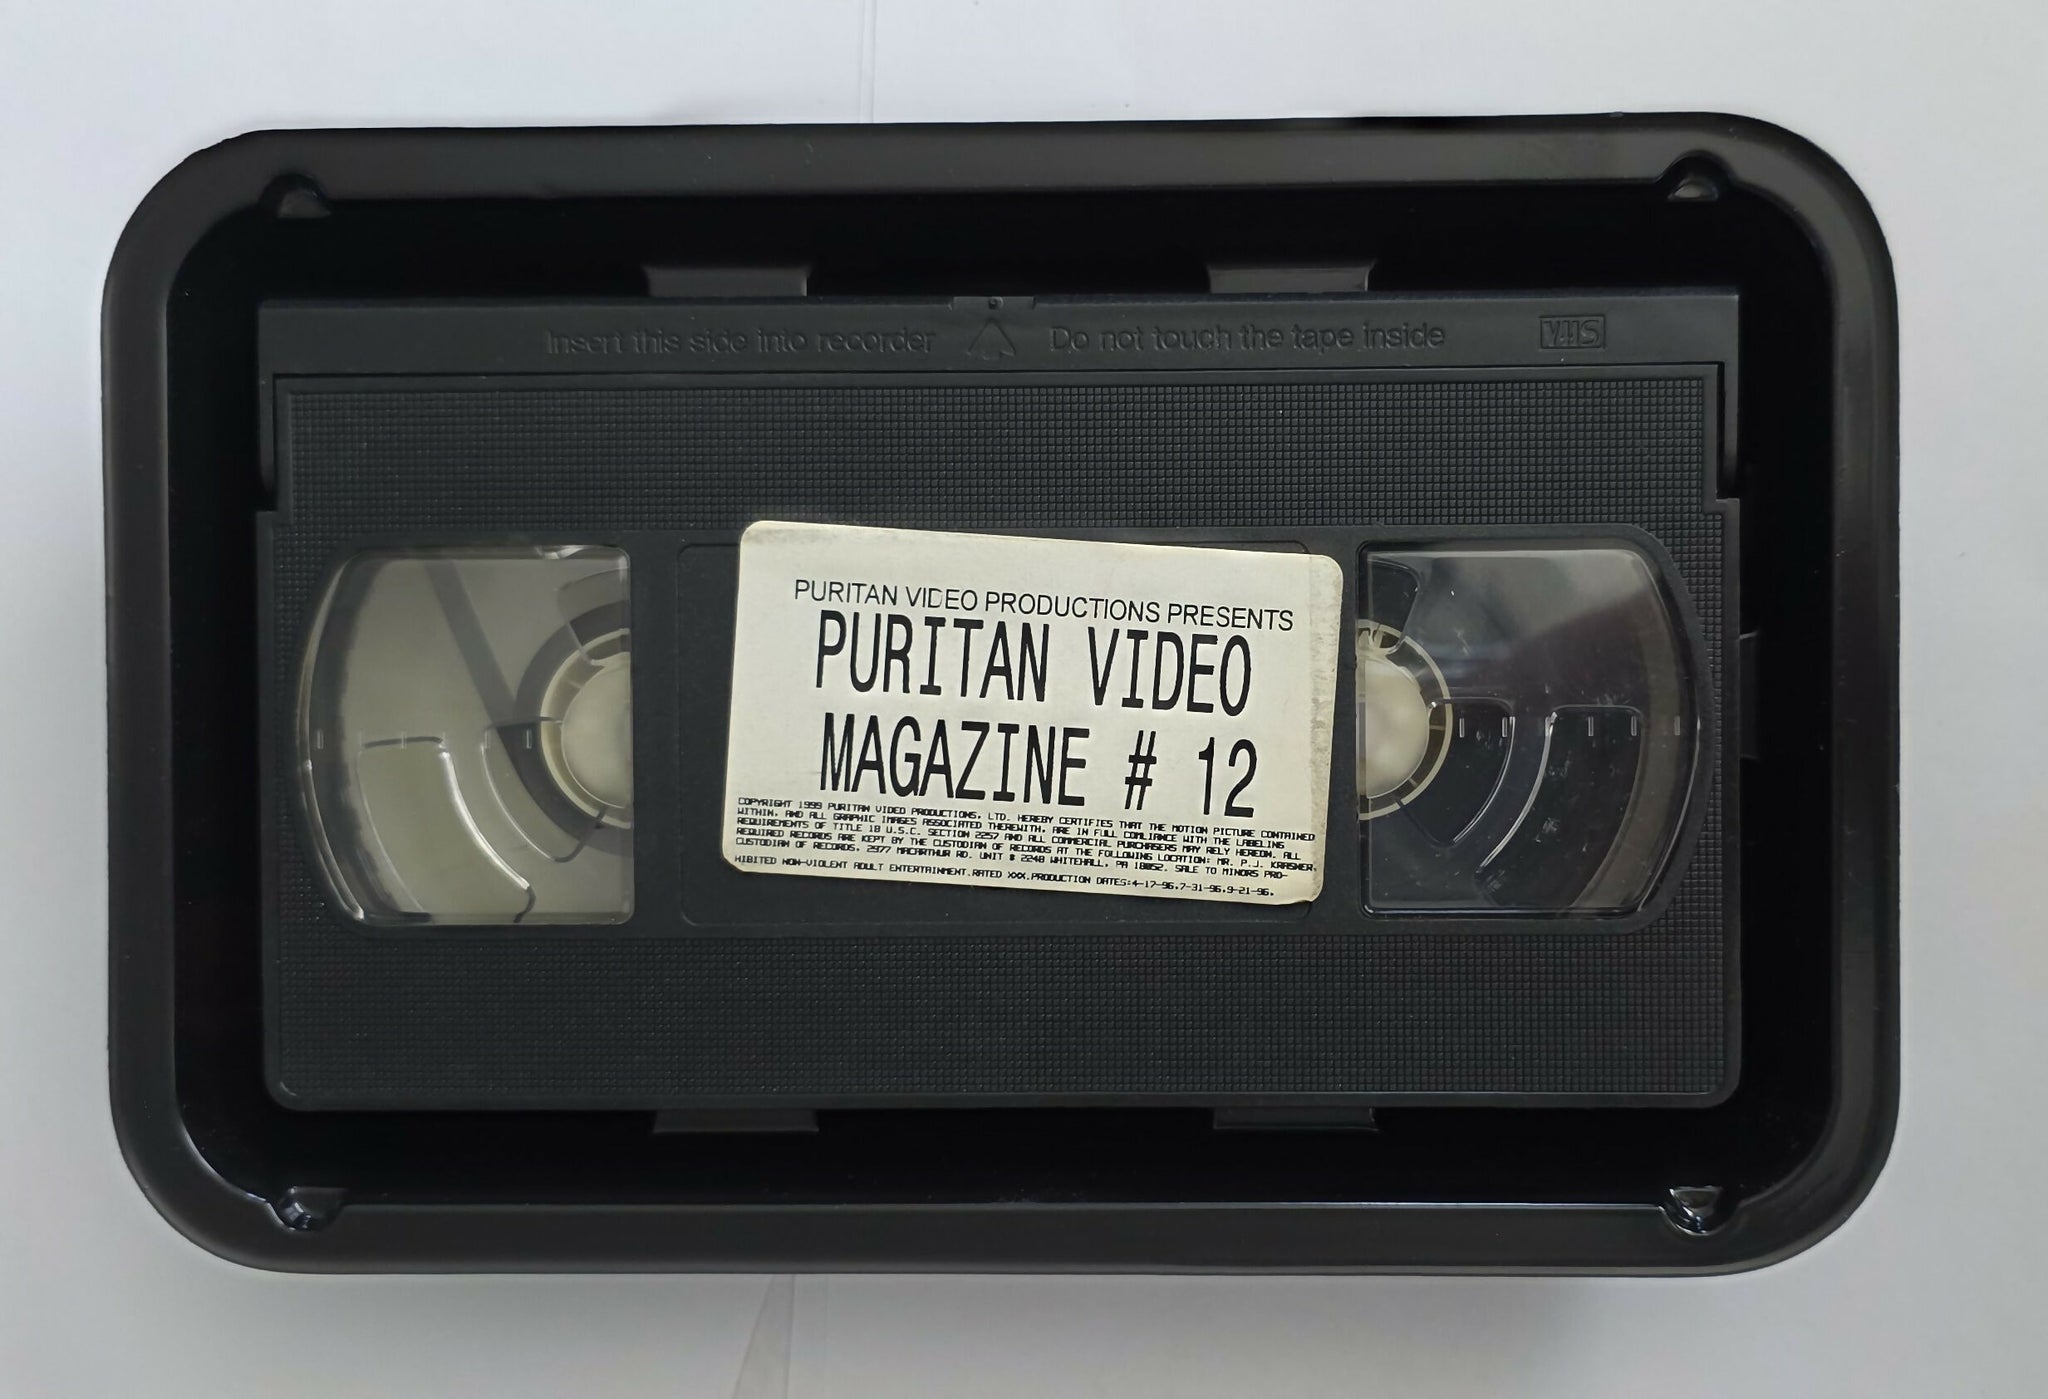 Insert this side into recorder Do not touch the tape inside VHS
PURITAN VIDEO PRODUCTIONS PRESENTS
PURITAN VIDEO
MAGAZINE # 12
COPYRIGHT 1999 PURITAN VIDEO PRODUCTIONS, LTD. HEREBY CERTIFIES THAT THE MOTION PICTURE CONTAINED
WITHIN, AND ALL GRAPHIC IMAGES ASSOCIATED THEREWITH, ARE IN FULL COMLIANCE WITH THE LABELING
REQUIREMENTS OF TITLE 18 U.S.C. SECTION 2257 AND ALL COMMERCIAL PURCHASERS MAY RELY HEREON. ALL
REQUIRED RECORDS ARE KEPT BY THE CUSTODIAN OF RECORDS AT THE FOLLOWING LOCATION: MR. P.J. KRASNER,
CUSTODIAN OF RECORDS, 2977 MACARTHUR RD. UNIT # 2248 WHITEHALL, PA 18052. SALE TO MINORS PRO-
HIBITED NON-VIOLENT ADULT ENTERTAINMENT.RATED XXX.PRODUCTION DATES:4-17-96,7-31-96,9-21-96.